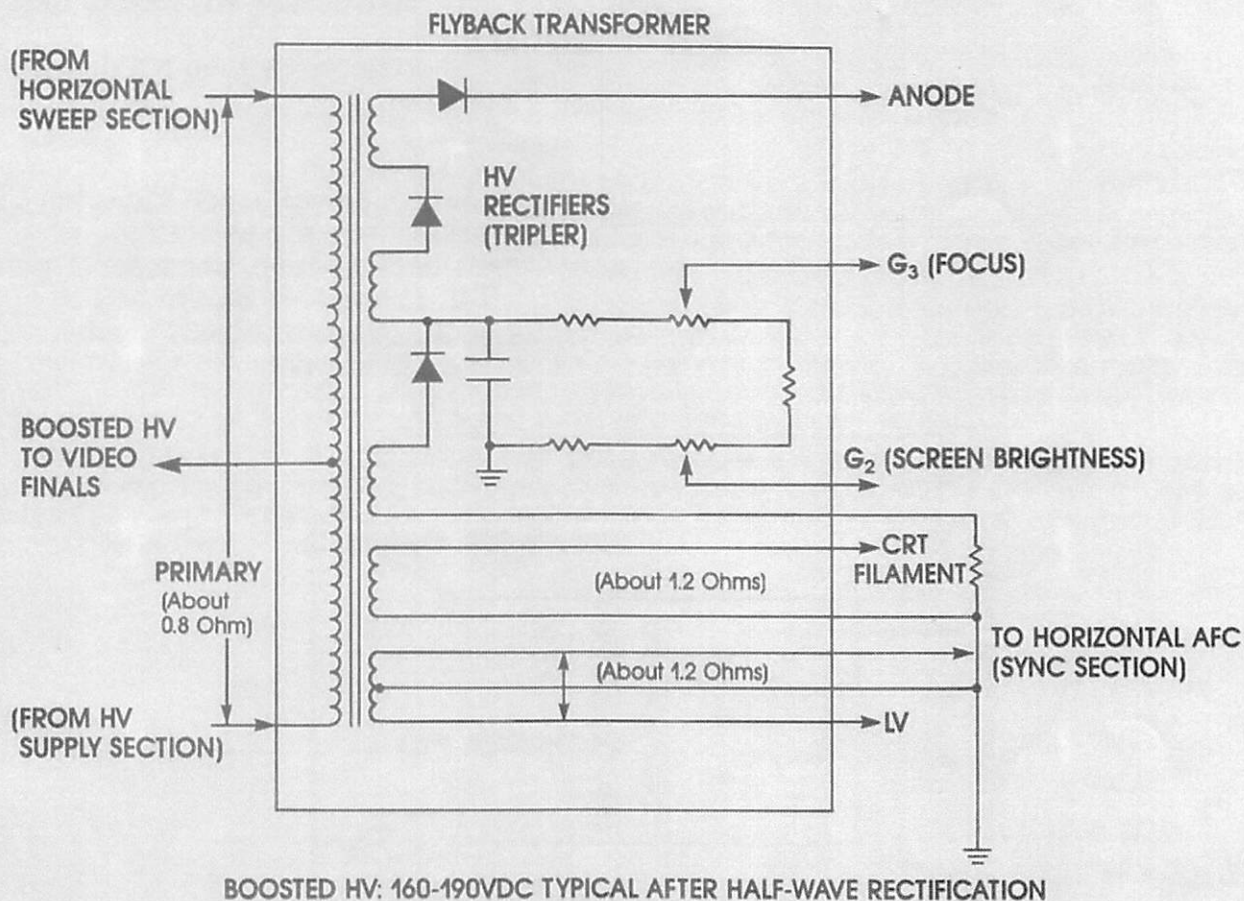 FLYBACK TRANSFORMER
(FROM
HORIZONTAL
SWEEP SECTION)
ANODE
HV
RECTIFIERS
(TRIPLER)
G₃ (FOCUS)
BOOSTED HV
TO VIDEO
FINALS
G₂ (SCREEN BRIGHTNESS)
PRIMARY
(About
0.8 Ohm)
(About 1.2 Ohms)
CRT
FILAMENT
TO HORIZONTAL AFC
(SYNC SECTION)
(About 1.2 Ohms)
(FROM HV
SUPPLY SECTION)
LV
BOOSTED HV: 160-190VDC TYPICAL AFTER HALF-WAVE RECTIFICATION